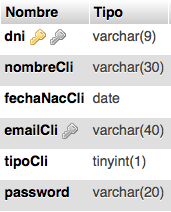 Nombre Tipo
dni varchar(9)
nombreCli varchar(30)
fechaNacCli date
emailCli varchar(40)
tipoCli tinyint(1)
password varchar(20)